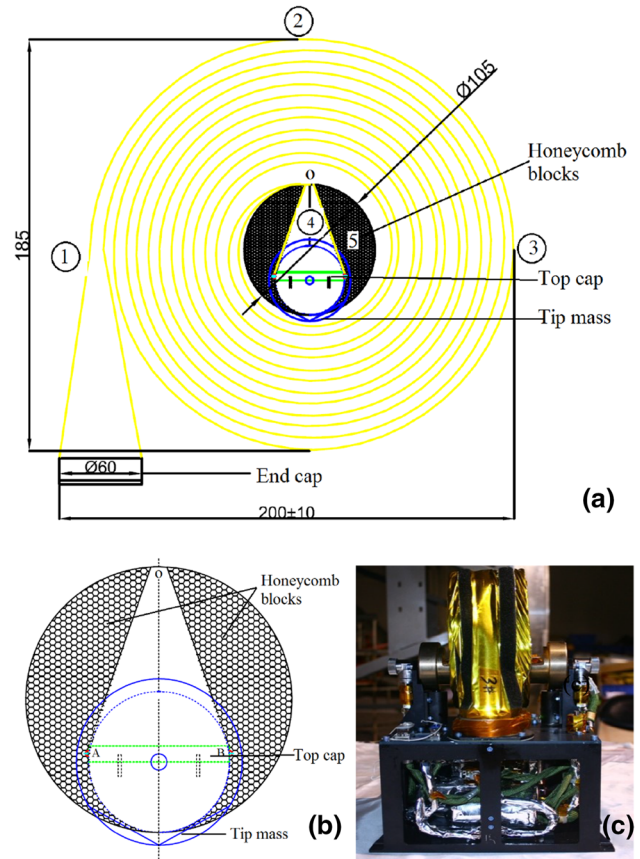 2
185
Ø105
Honeycomb
blocks
o
4
5
1
3
Top cap
Tip mass
Ø60
End cap
(a)
200±10
o
Honeycomb
blocks
A
B
Top cap
(b)
Tip mass
3#
(c)